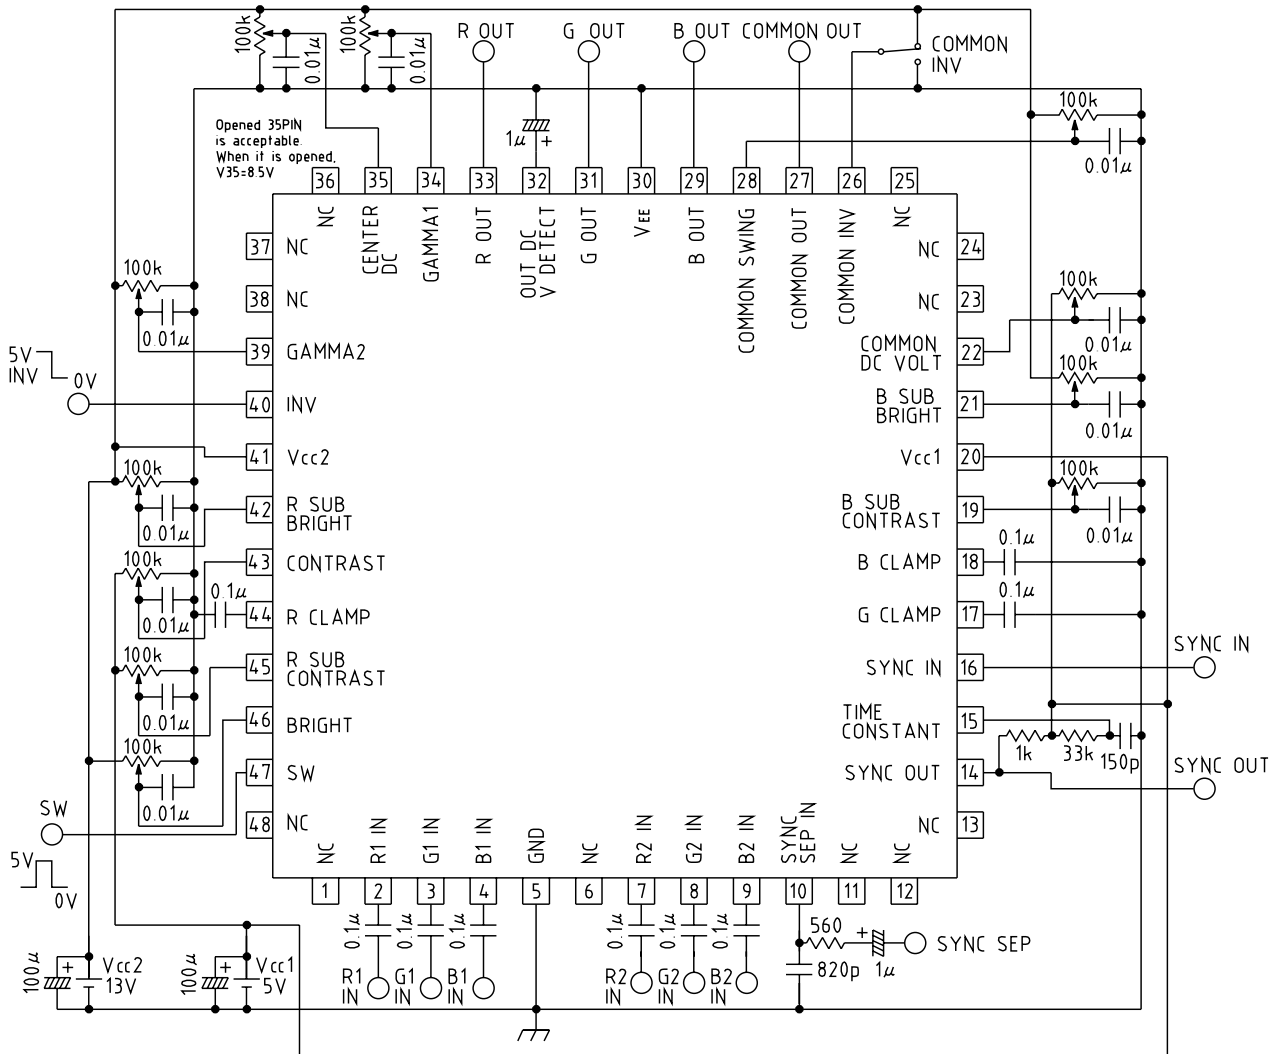 R OUT
G OUT
B OUT
COMMON OUT
COMMON
INV
100k
0.01μ
100k
0.01μ
100k
0.01μ
Opened 35PIN
is acceptable.
When it is opened,
V35=8.5V
1μ
+
36
35
34
33
32
31
30
29
28
27
26
25
NC
CENTER
DC
GAMMA1
R OUT
OUT DC
V DETECT
G OUT
VEE
B OUT
COMMON SWING
COMMON OUT
COMMON INV
NC
37
NC
NC
24
100k
0.01μ
38
NC
NC
23
100k
0.01μ
5V
INV
0V
39
GAMMA2
COMMON
DC VOLT
22
100k
0.01μ
40
INV
B SUB
BRIGHT
21
41
Vcc2
Vcc1
20
100k
0.01μ
42
R SUB
BRIGHT
B SUB
CONTRAST
19
100k
0.01μ
43
CONTRAST
B CLAMP
18
0.1μ
100k
0.01μ
0.1μ
44
R CLAMP
G CLAMP
17
0.1μ
100k
0.01μ
45
R SUB
CONTRAST
SYNC IN
16
SYNC IN
46
BRIGHT
TIME
CONSTANT
15
1k
33k
150p
100k
0.01μ
47
SW
SYNC OUT
14
SYNC OUT
SW
5V
0V
48
NC
NC
13
NC
R1 IN
G1 IN
B1 IN
GND
NC
R2 IN
G2 IN
B2 IN
SYNC
SEP IN
NC
NC
1
2
3
4
5
6
7
8
9
10
11
12
0.1μ
0.1μ
0.1μ
0.1μ
0.1μ
0.1μ
560
+
1μ
SYNC SEP
820p
100μ
+
Vcc2
13V
100μ
+
Vcc1
5V
R1
IN
G1
IN
B1
IN
R2
IN
G2
IN
B2
IN